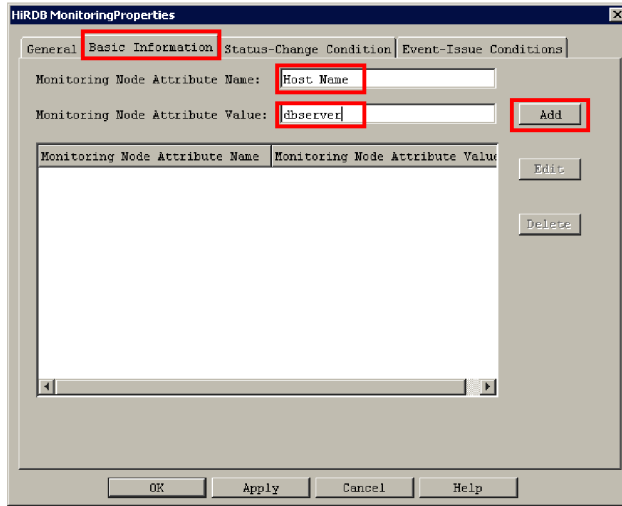 HiRDB MonitoringProperties
General Basic Information Status-Change Condition Event-Issue Conditions
Monitoring Node Attribute Name: Host Name
Monitoring Node Attribute Value: dbserver Add
Monitoring Node Attribute Name Monitoring Node Attribute Value
Edit
Delete
OK Apply Cancel Help